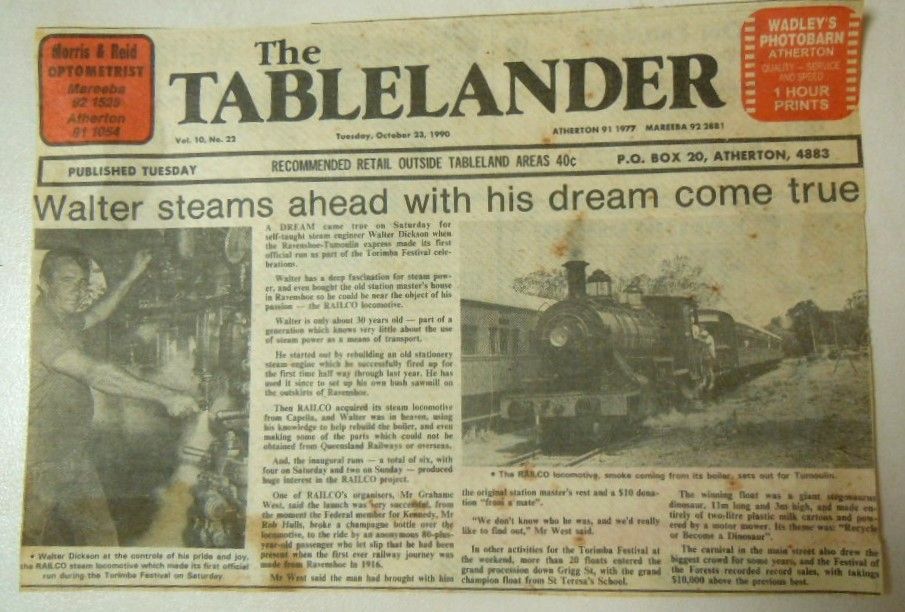 Morris & Reid
OPTOMETRIST
Mareeba
92 1529
Atherton
91 1054
The
TABLELANDER
WADLEY'S
PHOTOBARN
ATHERTON
QUALITY — SERVICE
AND SPEED
1 HOUR
PRINTS
Vol. 10, No. 22
Tuesday, October 23, 1990
ATHERTON 91 1977 MAREEBA 92 2881
PUBLISHED TUESDAY
RECOMMENDED RETAIL OUTSIDE TABLELAND AREAS 40c
P.O. BOX 20, ATHERTON, 4883
Walter steams ahead with his dream come true
A DREAM came true on Saturday for
self-taught steam engineer Walter Dickson when
the Ravenshoe-Tumoulin express made its first
official run as part of the Torimba Festival cele-
brations.
Walter has a deep fascination for steam pow-
er, and even bought the old station master's house
in Ravenshoe so he could be near the object of his
passion — the RAILCO locomotive.
Walter is only about 30 years old — part of a
generation which knows very little about the use
of steam power as a means of transport.
He started out by rebuilding an old stationery
steam engine which he successfully fired up for
the first time half way through last year. He has
used it since to set up his own bush sawmill on
the outskirts of Ravenshoe.
Then RAILCO acquired its steam locomotive
from Capella, and Walter was in heaven, using
his knowledge to help rebuild the boiler, and even
making some of the parts which could not be
obtained from Queensland Railways or overseas.
And, the inaugural runs — a total of six, with
four on Saturday and two on Sunday — produced
huge interest in the RAILCO project.
One of RAILCO's organisers, Mr Grahame
West, said the launch was very successful, from
the moment the Federal member for Kennedy, Mr
Rob Hulls, broke a champagne bottle over the
locomotive, to the ride by an anonymous 80-plus-
year-old passenger who let slip that he had been
present when the first ever railway journey was
made from Ravenshoe in 1916.
Mr West said the man had brought with him
• Walter Dickson at the controls of his pride and joy,
the RAILCO steam locomotive which made its first official
run during the Torimba Festival on Saturday.
• The RAILCO locomotive, smoke coming from its boiler, sets out for Tumoulin.
the original station master's vest and a $10 dona-
tion "from a mate".
"We don't know who he was, and we'd really
like to find out," Mr West said.
In other activities for the Torimba Festival at
the weekend, more than 20 floats entered the
grand procession down Grigg St, with the grand
champion float from St Teresa's School.
The winning float was a giant stegosaurus
dinosaur, 11m long and 3m high, and made en-
tirely of two-litre plastic milk cartons and pow-
ered by a motor mower. Its theme was: "Recycle
or Become a Dinosaur".
The carnival in the main street also drew the
biggest crowd for some years, and the Festival of
the Forests recorded record sales, with takings
$10,000 above the previous best.